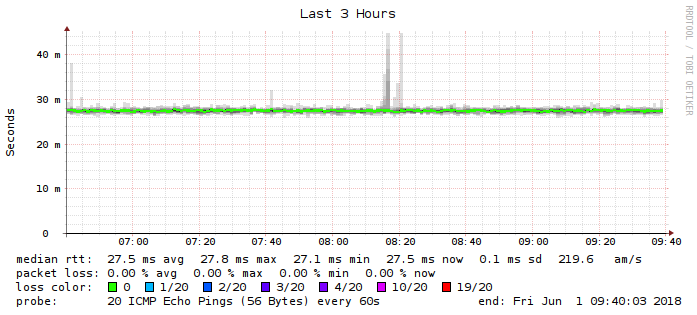 Last 3 Hours
RRDTOOL / TOBI OETIKER
Seconds
40 m
30 m
20 m
10 m
0
07:00 07:20 07:40 08:00 08:20 08:40 09:00 09:20 09:40
median rtt: 27.5 ms avg 27.8 ms max 27.1 ms min 27.5 ms now 0.1 ms sd 219.6 am/s
packet loss: 0.00 % avg 0.00 % max 0.00 % min 0.00 % now
loss color: 0 1/20 2/20 3/20 4/20 10/20 19/20
probe: 20 ICMP Echo Pings (56 Bytes) every 60s end: Fri Jun 1 09:40:03 2018